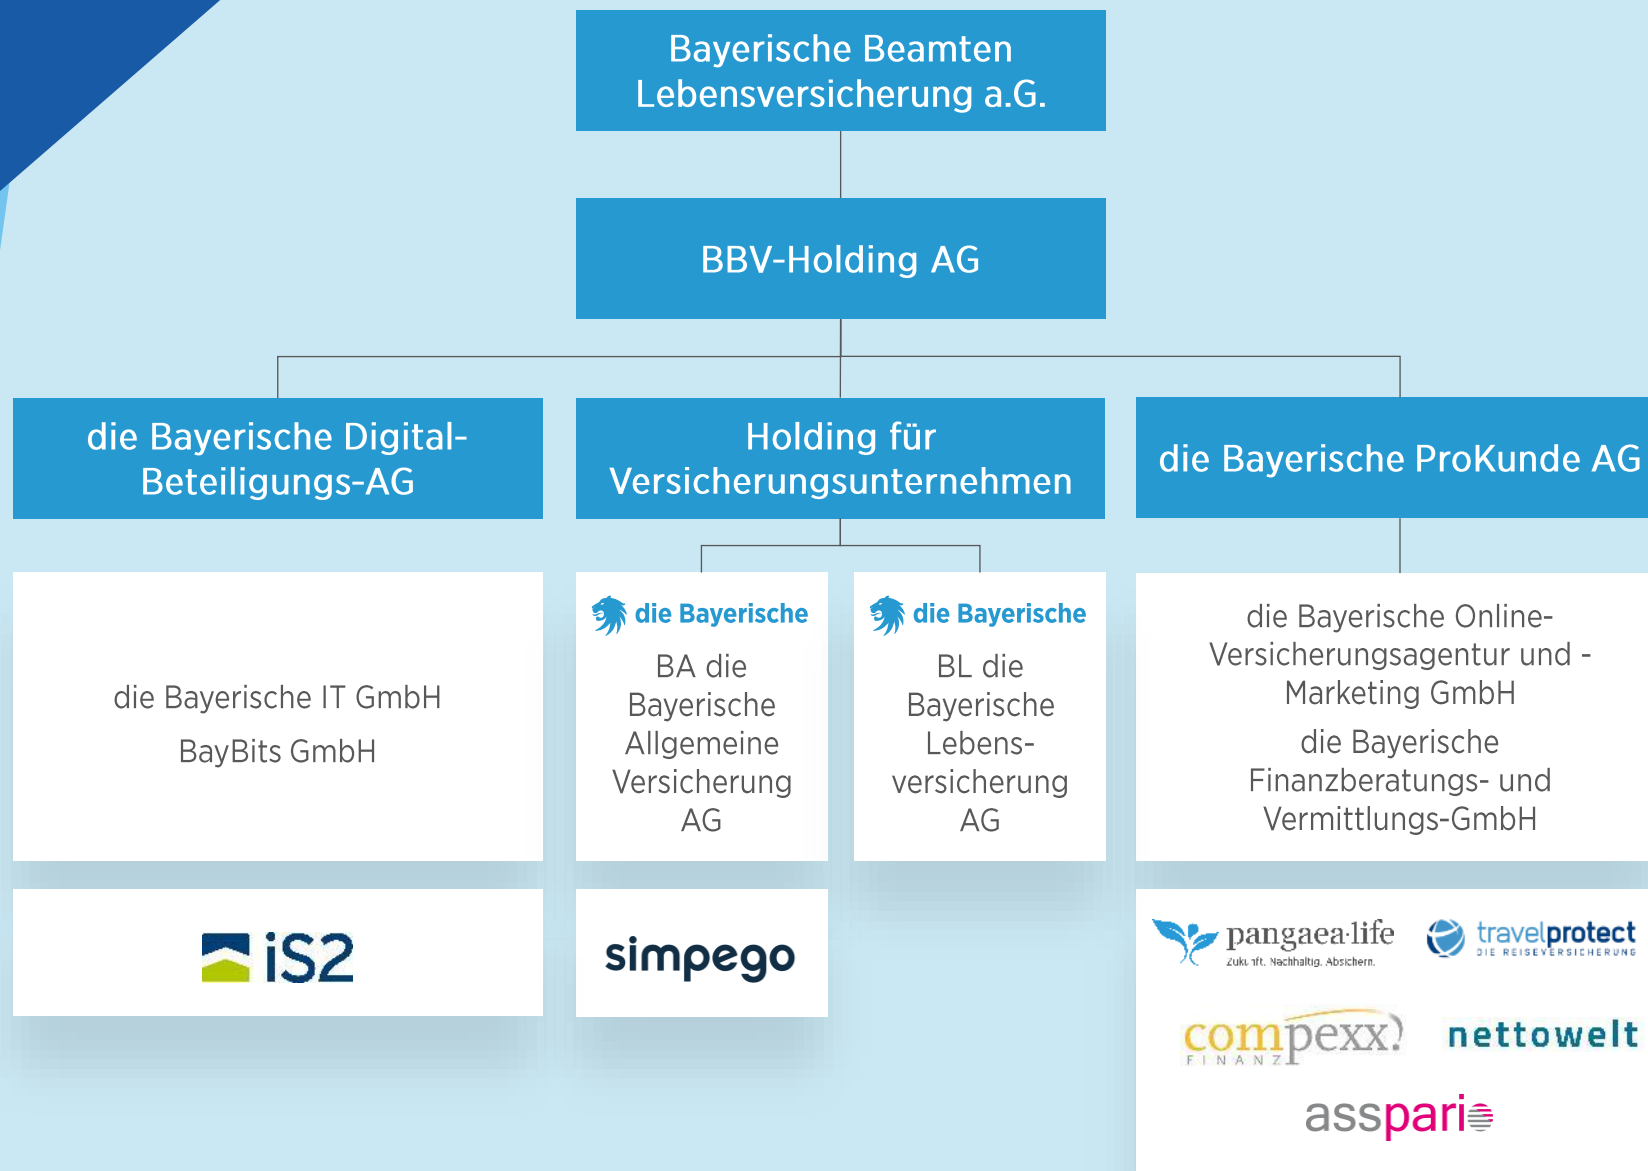 Bayerische Beamten
Lebensversicherung a.G.
BBV-Holding AG
die Bayerische Digital-
Beteiligungs-AG
Holding für
Versicherungsunternehmen
die Bayerische ProKunde AG
die Bayerische IT GmbH
BayBits GmbH
die Bayerische
BA die
Bayerische
Allgemeine
Versicherung
AG
die Bayerische
BL die
Bayerische
Lebens-
versicherung
AG
die Bayerische Online-
Versicherungsagentur und -
Marketing GmbH
die Bayerische
Finanzberatungs- und
Vermittlungs-GmbH
iS2
simpego
pangaea·life
Zukunft. Nachhaltig. Absichern.
travelprotect
DIE REISEVERSICHERUNG
compexx!
FINANZ
nettowelt
asspario